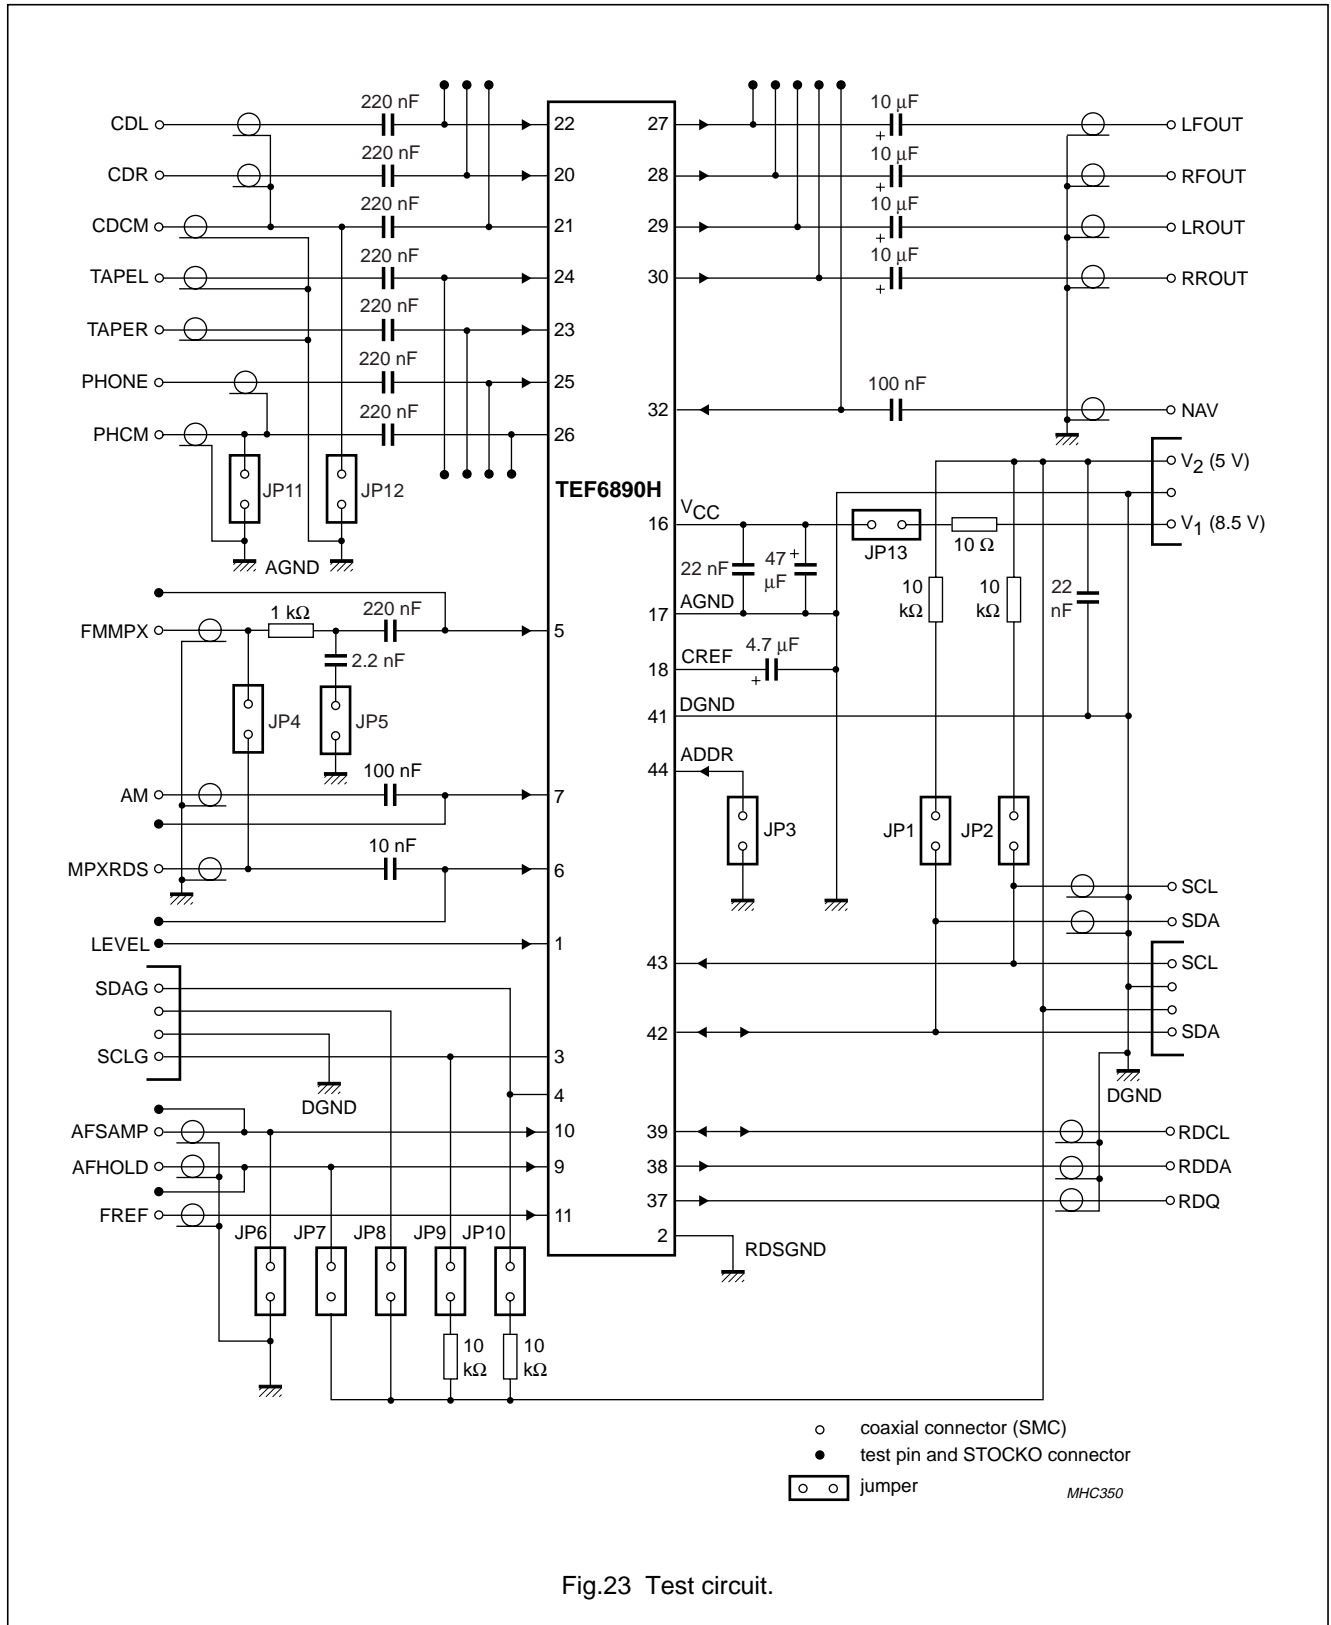 220 nF 10 µF
CDL 22 27 LFOUT
220 nF + 10 µF
CDR 20 28 RFOUT
220 nF + 10 µF
CDCM 21 29 LROUT
220 nF + 10 µF
TAPEL 24 30 RROUT
220 nF +
TAPER 23
220 nF
PHONE 25 100 nF
220 nF 32 NAV
PHCM 26
V2 (5 V)
JP11 JP12 TEF6890H
VCC
16 V1 (8.5 V)
JP13 10 Ω
AGND 22 nF 47 µF +
10 kΩ 10 kΩ 22 nF
AGND
1 kΩ 220 nF 17
FMMPX 5
4.7 µF
2.2 nF CREF
18 +
DGND
JP4 JP5 41
ADDR
100 nF 44
AM 7
JP3 JP1 JP2
10 nF
MPXRDS 6
SCL
SDA
LEVEL 1
43 SCL
SDAG
42 SDA
SCLG 3
DGND 4 DGND
AFSAMP 10 39 RDCL
AFHOLD 9 38 RDDA
37 RDQ
FREF 11
JP6 JP7 JP8 JP9 JP10 2 RDSGND
10 kΩ 10 kΩ
coaxial connector (SMC)
test pin and STOCKO connector
jumper MHC350
Fig.23 Test circuit.